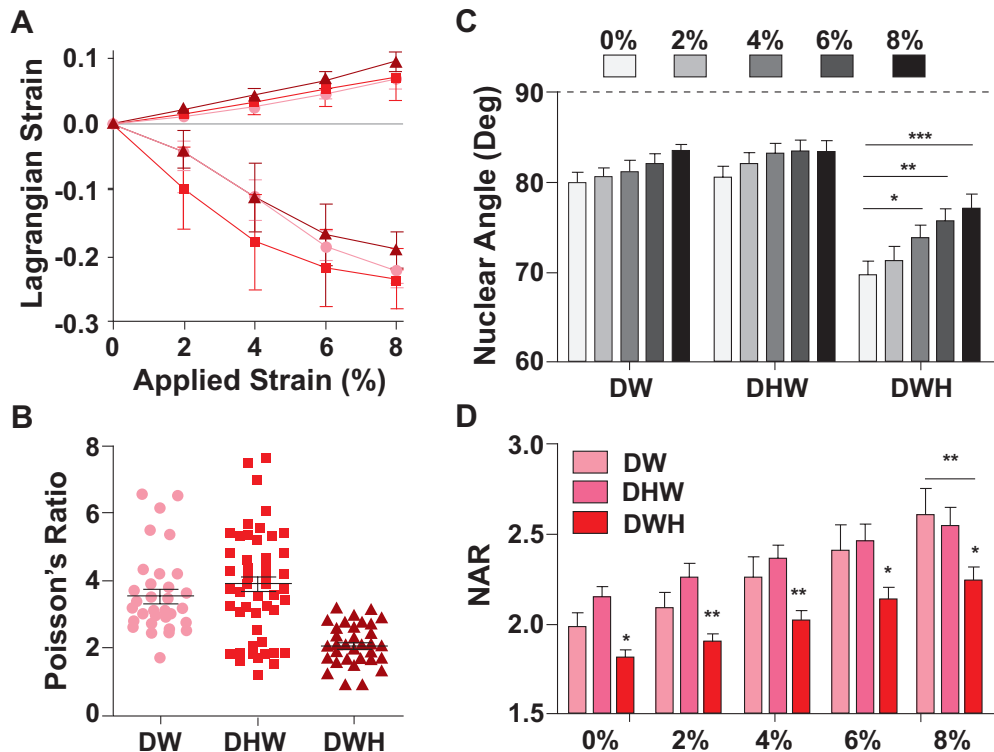 A
Lagrangian Strain
0.1
0.0
-0.1
-0.2
-0.3
0 2 4 6 8
Applied Strain (%)
B
Poisson's Ratio
8
6
4
2
0
DW DHW DWH
C
0% 2% 4% 6% 8%
Nuclear Angle (Deg)
90
80
70
60
***
**
*
DW DHW DWH
D
NAR
3.0
2.5
2.0
1.5
DW
DHW
DWH
**
* ** ** * *
0% 2% 4% 6% 8%